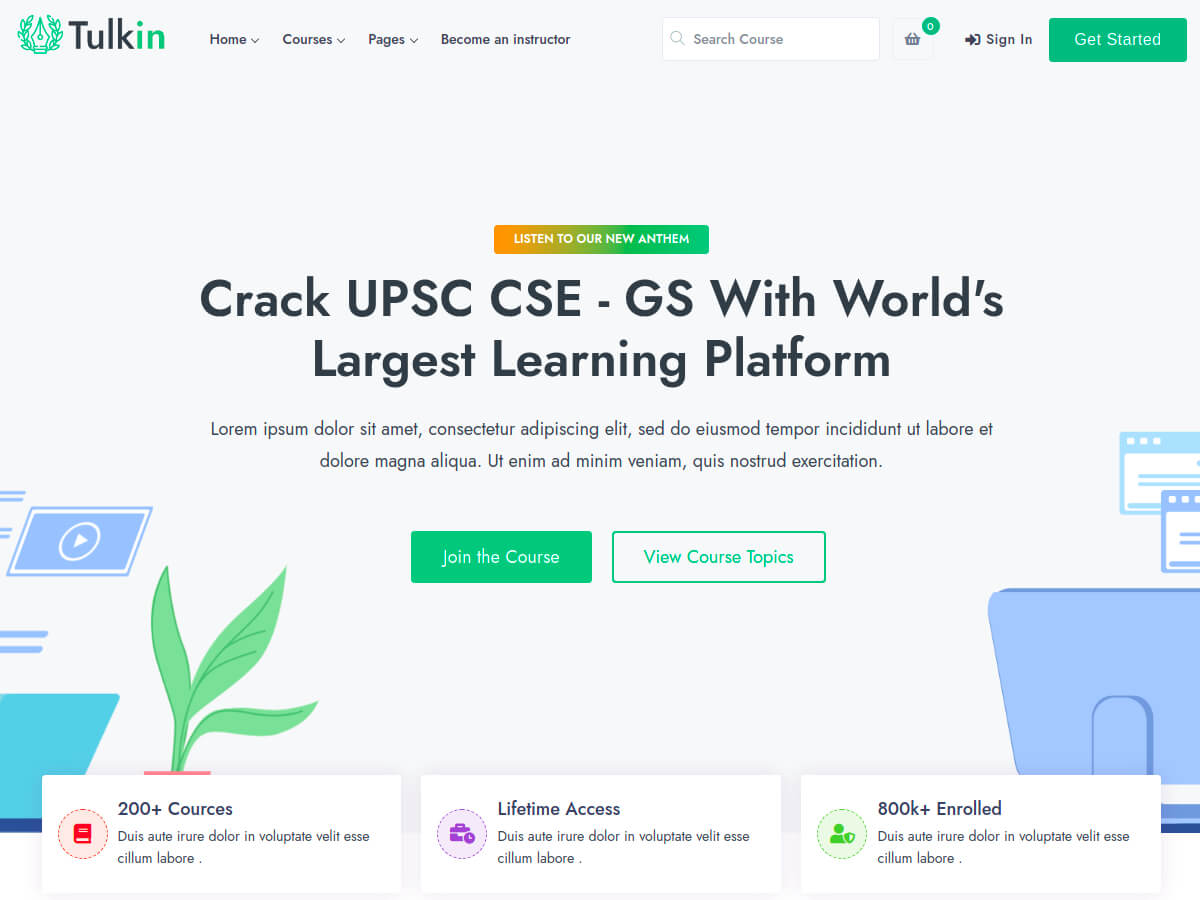 Tulkin
Home
Courses
Pages
Become an instructor
Search Course
0
Sign In
Get Started
LISTEN TO OUR NEW ANTHEM
Crack UPSC CSE - GS With World's
Largest Learning Platform
Lorem ipsum dolor sit amet, consectetur adipiscing elit, sed do eiusmod tempor incididunt ut labore et
dolore magna aliqua. Ut enim ad minim veniam, quis nostrud exercitation.
Join the Course
View Course Topics
200+ Cources
Duis aute irure dolor in voluptate velit esse
cillum labore .
Lifetime Access
Duis aute irure dolor in voluptate velit esse
cillum labore .
800k+ Enrolled
Duis aute irure dolor in voluptate velit esse
cillum labore .